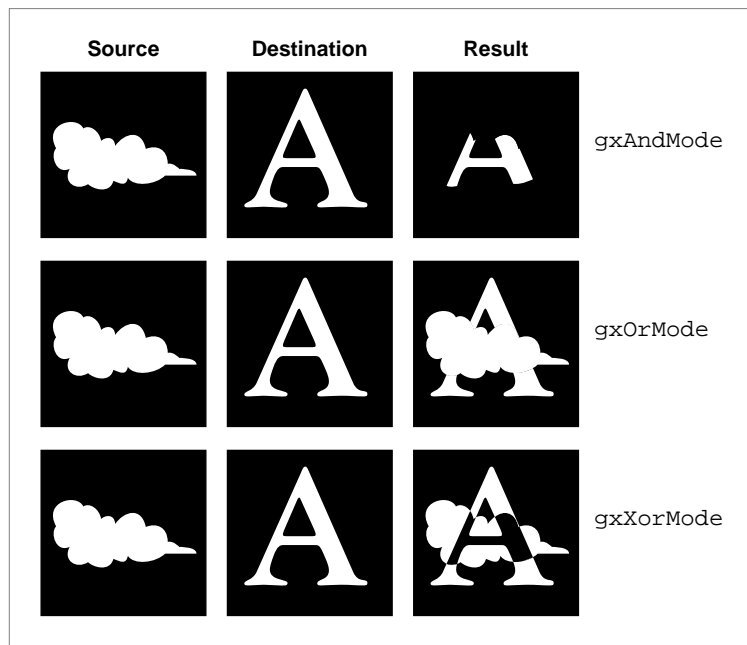 Source Destination Result
A A gxAndMode
A A gxOrMode
A A gxXorMode